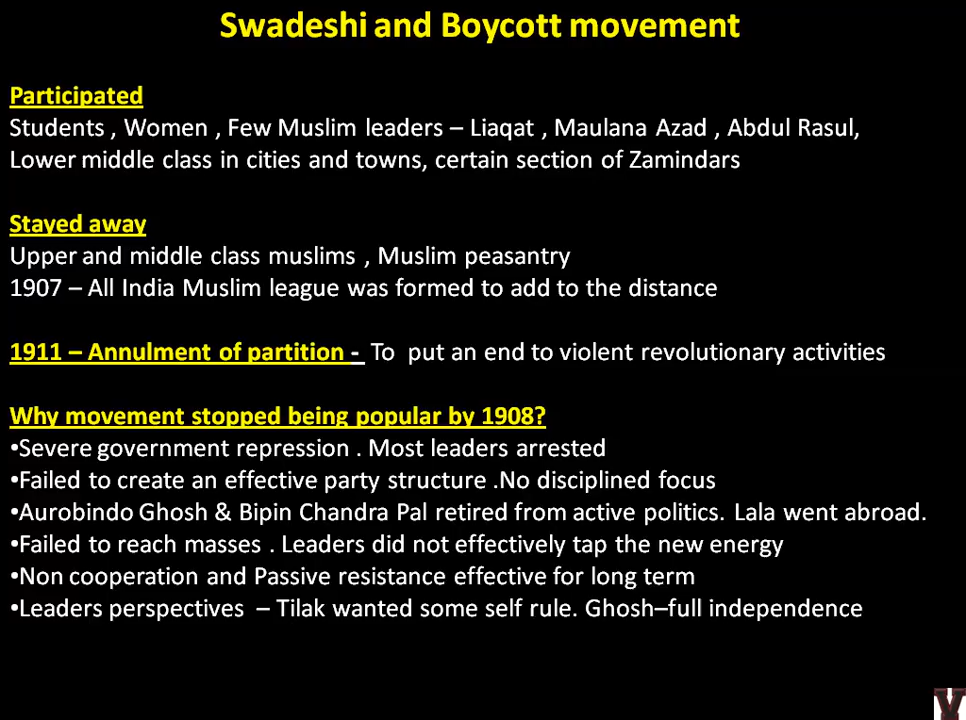 Swadeshi and Boycott movement
Participated
Students , Women , Few Muslim leaders – Liaqat , Maulana Azad , Abdul Rasul,
Lower middle class in cities and towns, certain section of Zamindars
Stayed away
Upper and middle class muslims , Muslim peasantry
1907 – All India Muslim league was formed to add to the distance
1911 – Annulment of partition - To put an end to violent revolutionary activities
Why movement stopped being popular by 1908?
•Severe government repression . Most leaders arrested
•Failed to create an effective party structure .No disciplined focus
•Aurobindo Ghosh & Bipin Chandra Pal retired from active politics. Lala went abroad.
•Failed to reach masses . Leaders did not effectively tap the new energy
•Non cooperation and Passive resistance effective for long term
•Leaders perspectives – Tilak wanted some self rule. Ghosh–full independence